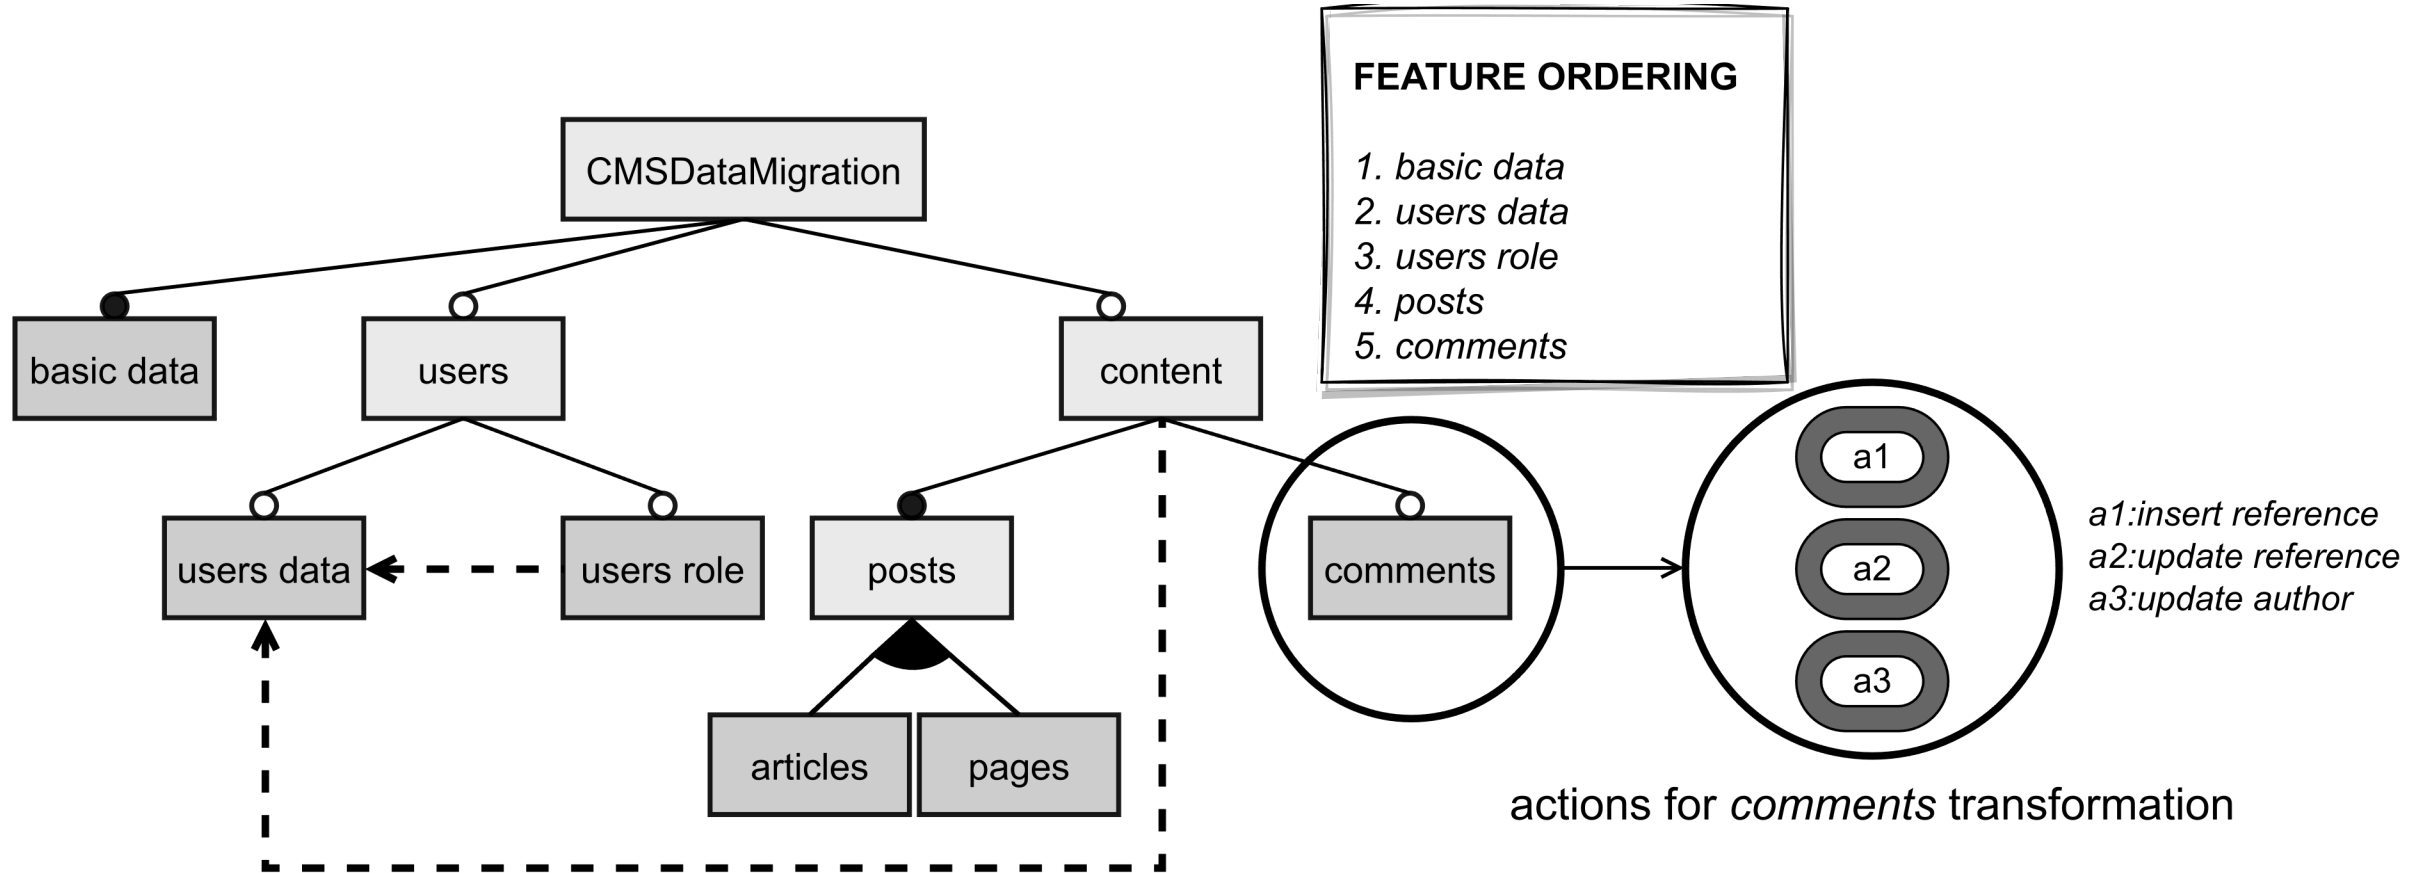 FEATURE ORDERING
1. basic data
2. users data
3. users role
4. posts
5. comments
CMSDataMigration
basic data
users
content
users data
users role
posts
comments
articles
pages
a1
a2
a3
a1:insert reference
a2:update reference
a3:update author
actions for comments transformation